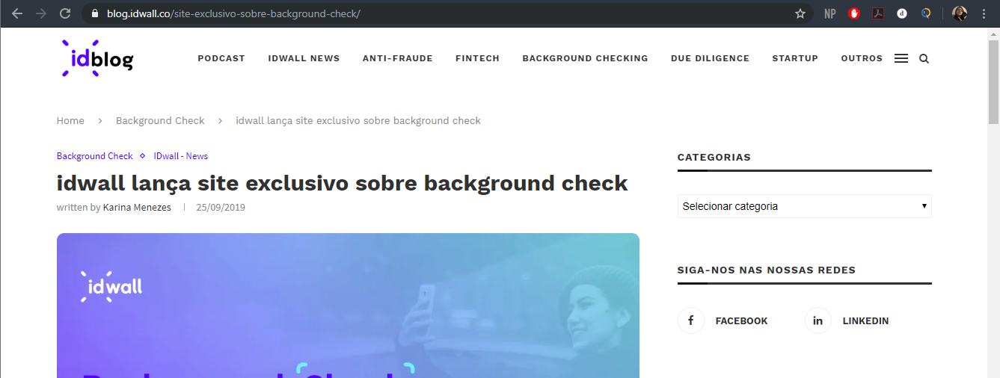 blog.idwall.co/site-exclusivo-sobre-background-check/
NP
idblog
PODCAST IDWALL NEWS ANTI-FRAUDE FINTECH BACKGROUND CHECKING DUE DILIGENCE STARTUP OUTROS
Home > Background Check > idwall lança site exclusivo sobre background check
Background Check ◇ IDwall - News
idwall lança site exclusivo sobre background check
written by Karina Menezes | 25/09/2019
idwall
Background Check
CATEGORIAS
Selecionar categoria
SIGA-NOS NAS NOSSAS REDES
f FACEBOOK in LINKEDIN